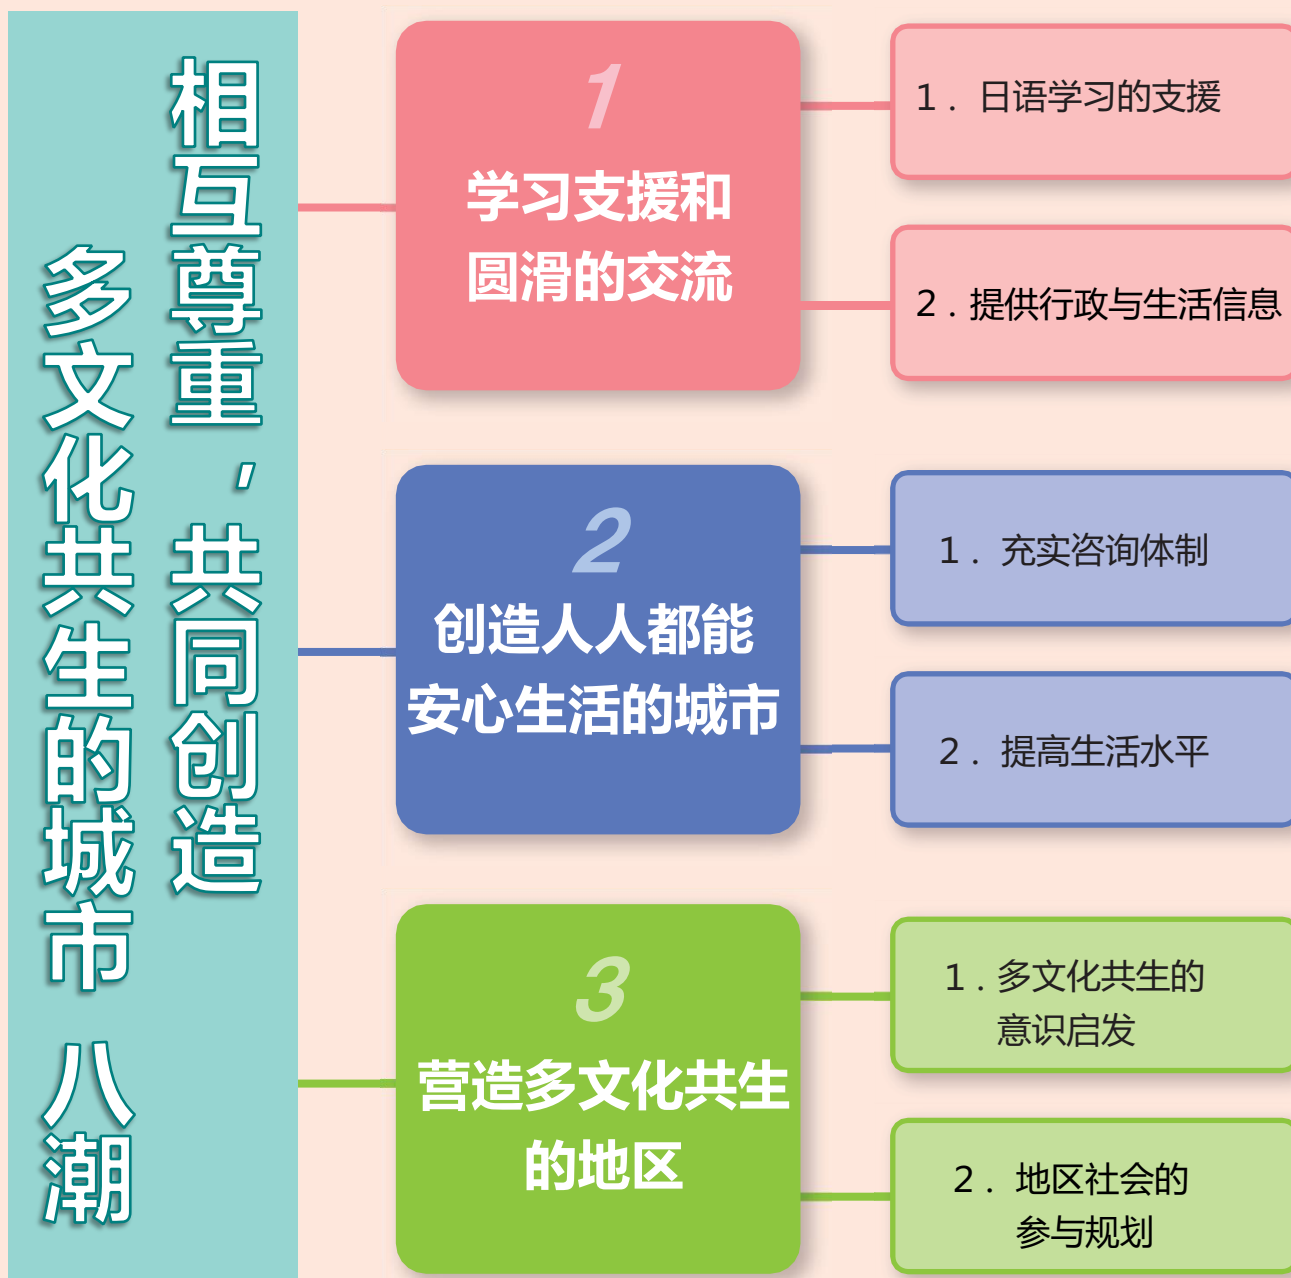 相互尊重，共同创造
多文化共生的城市 八潮
1
学习支援和
圆滑的交流
1．日语学习的支援
2．提供行政与生活信息
2
创造人人都能
安心生活的城市
1．充实咨询体制
2．提高生活水平
3
营造多文化共生
的地区
1．多文化共生的
意识启发
2．地区社会的
参与规划